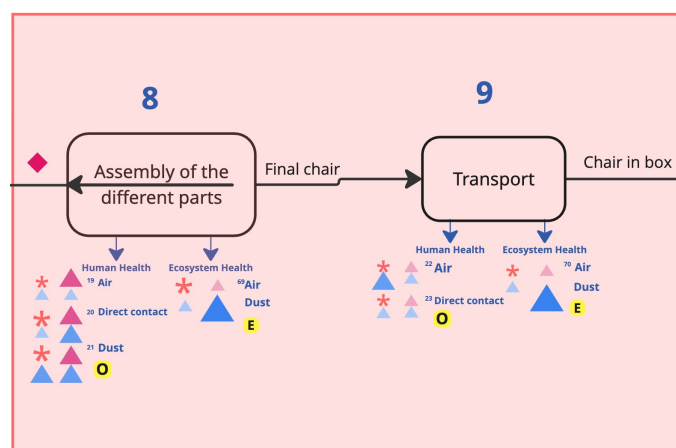 8
9
Assembly of the
different parts
Final chair
Transport
Chair in box
Human Health
Ecosystem Health
19 Air
20 Direct contact
21 Dust
O
69 Air
Dust
E
Human Health
Ecosystem Health
22 Air
23 Direct contact
O
70 Air
Dust
E